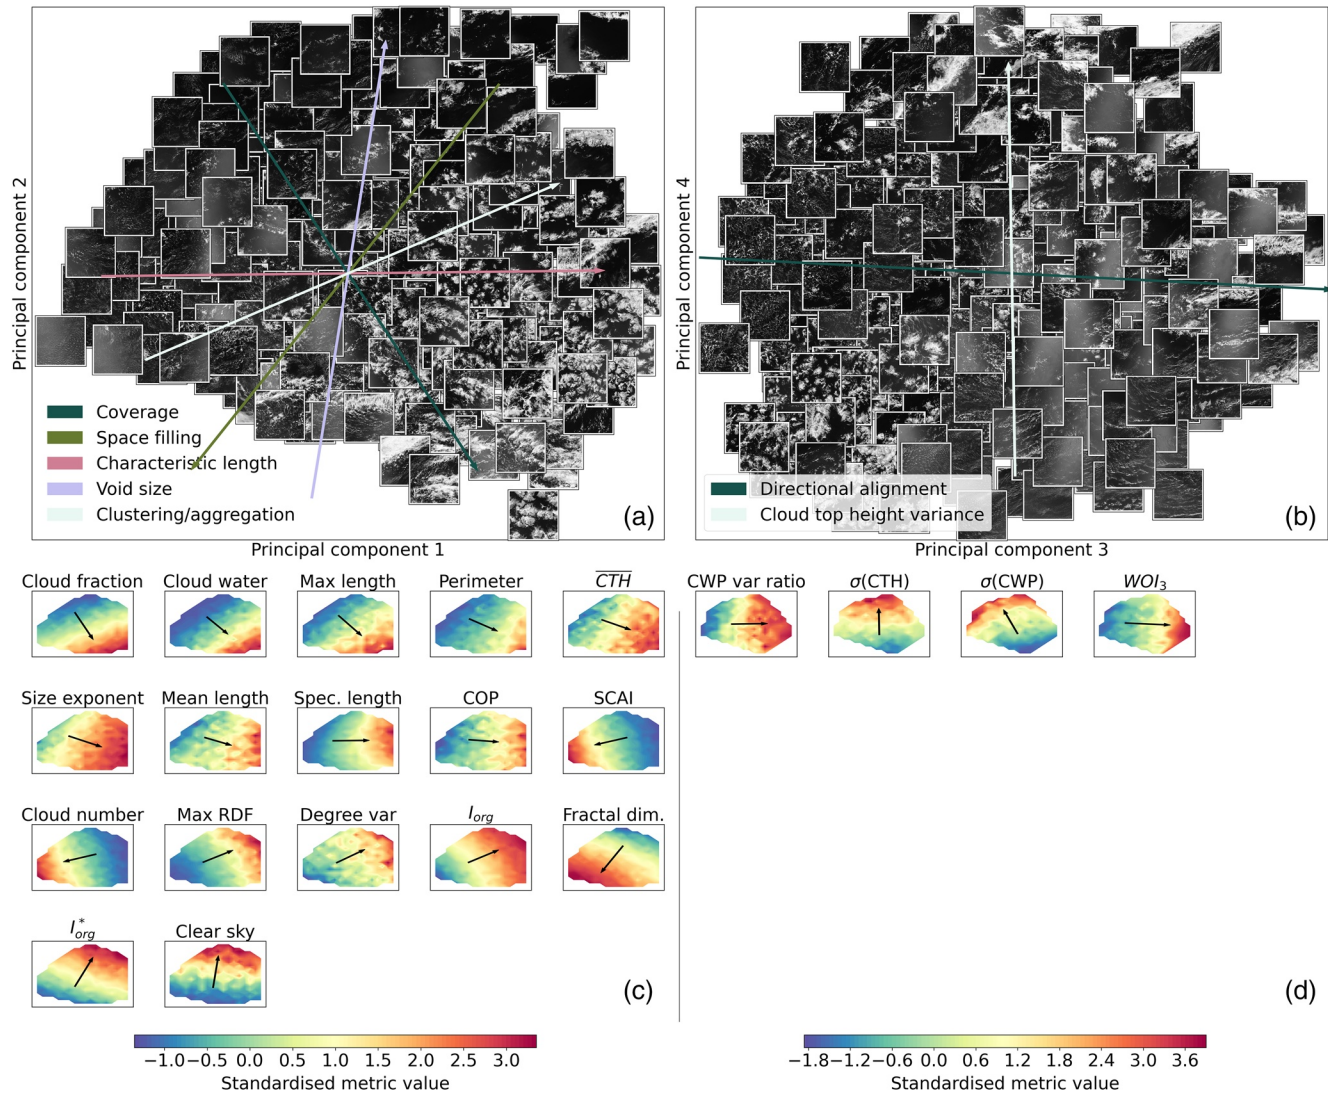 Principal component 2
Coverage
Space filling
Characteristic length
Void size
Clustering/aggregation
(a)
Principal component 1
Principal component 4
Directional alignment
Cloud top height variance
(b)
Principal component 3
Cloud fraction
Cloud water
Max length
Perimeter
CTH
Size exponent
Mean length
Spec. length
COP
SCAI
Cloud number
Max RDF
Degree var
I_org
Fractal dim.
I*_org
Clear sky
(c)
−1.0 −0.5 0.0 0.5 1.0 1.5 2.0 2.5 3.0
Standardised metric value
CWP var ratio
σ(CTH)
σ(CWP)
WOI₃
(d)
−1.8 −1.2 −0.6 0.0 0.6 1.2 1.8 2.4 3.0 3.6
Standardised metric value